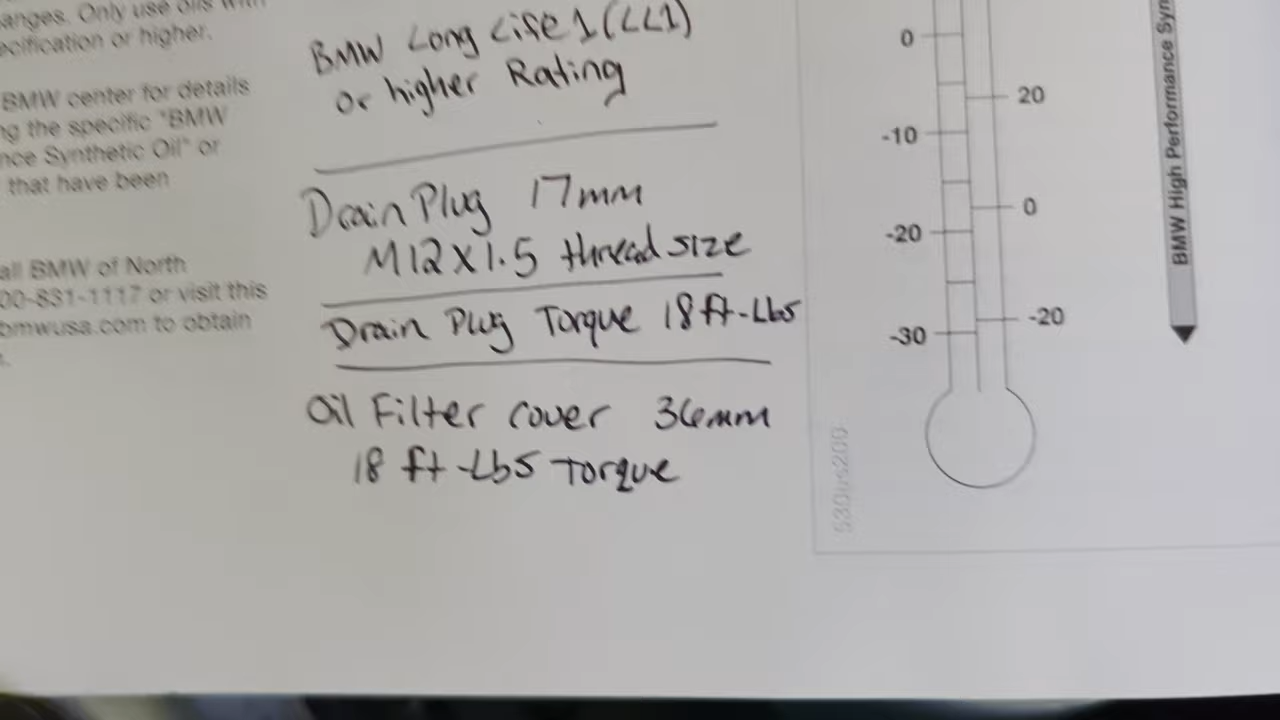 anges. Only use oils with
ecification or higher.
BMW center for details
ng the specific "BMW
nce Synthetic Oil" or
that have been
all BMW of North
00-831-1117 or visit this
bmwusa.com to obtain
BMW Long Life 1 (LL1)
or higher Rating
Drain Plug 17mm
M12x1.5 thread size
Drain Plug Torque 18 ft-Lbs
Oil Filter cover 36mm
18 ft-Lbs Torque
0
20
-10
0
-20
-20
-30
BMW High Performance Syn